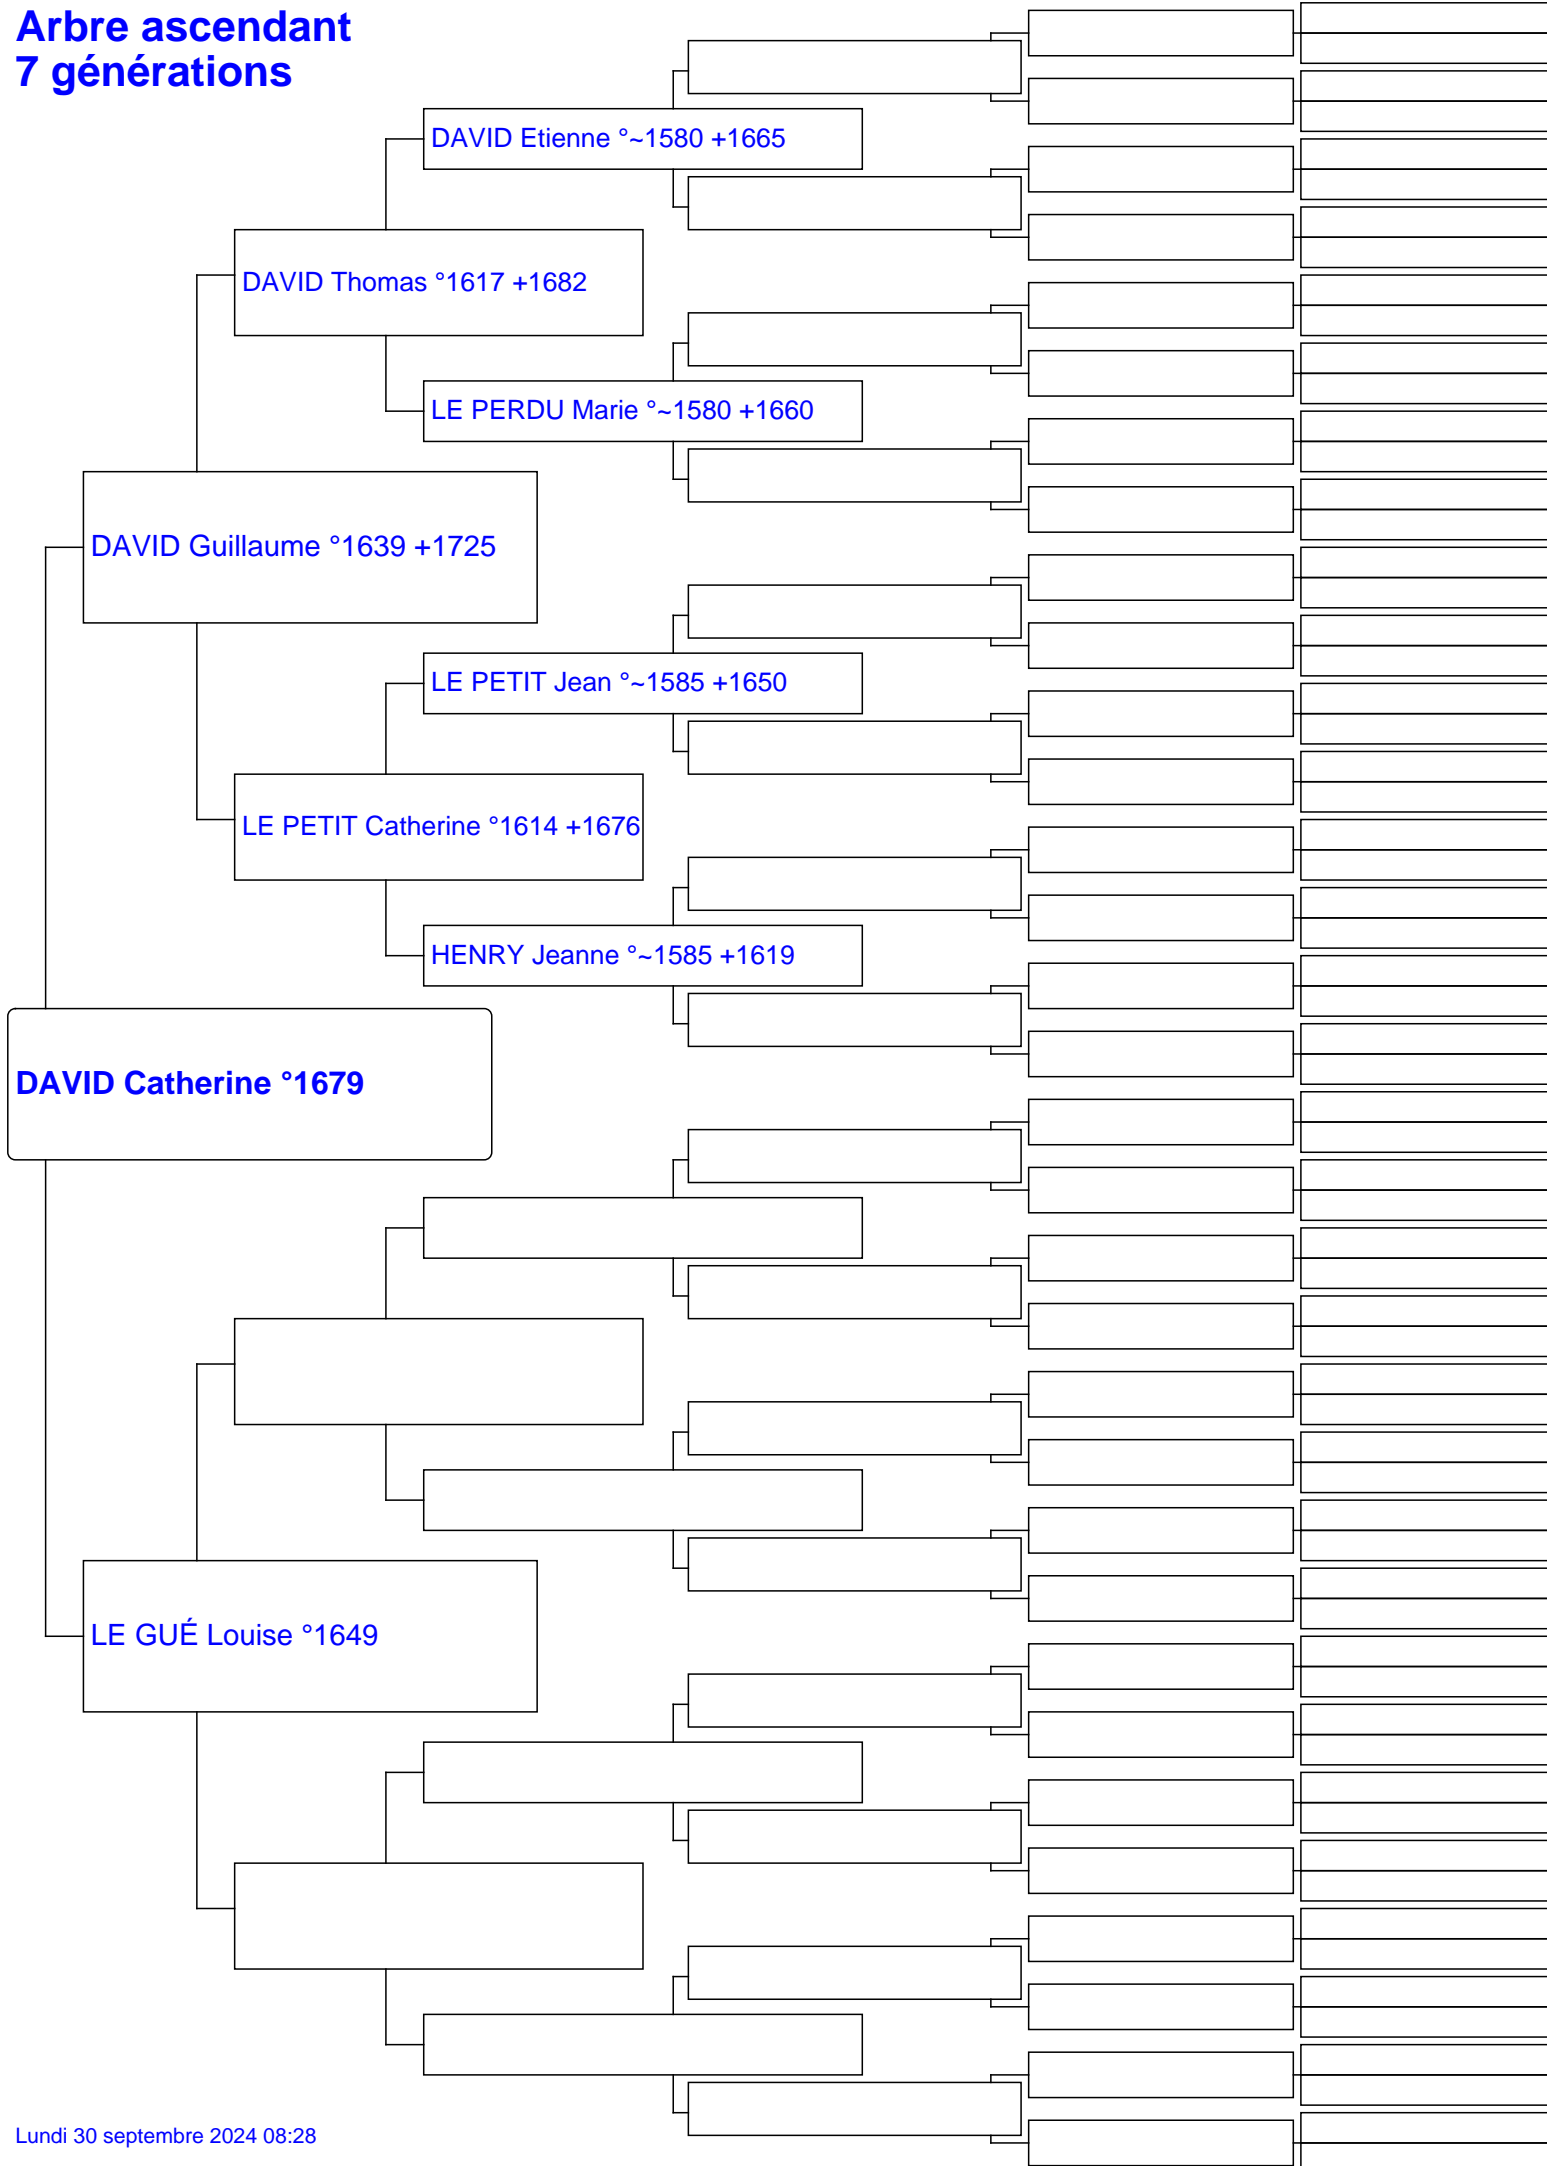 Arbre ascendant
7 générations
DAVID Etienne °~1580 +1665
DAVID Thomas °1617 +1682
LE PERDU Marie °~1580 +1660
DAVID Guillaume °1639 +1725
LE PETIT Jean °~1585 +1650
LE PETIT Catherine °1614 +1676
HENRY Jeanne °~1585 +1619
DAVID Catherine °1679
LE GUÉ Louise °1649
Lundi 30 septembre 2024 08:28